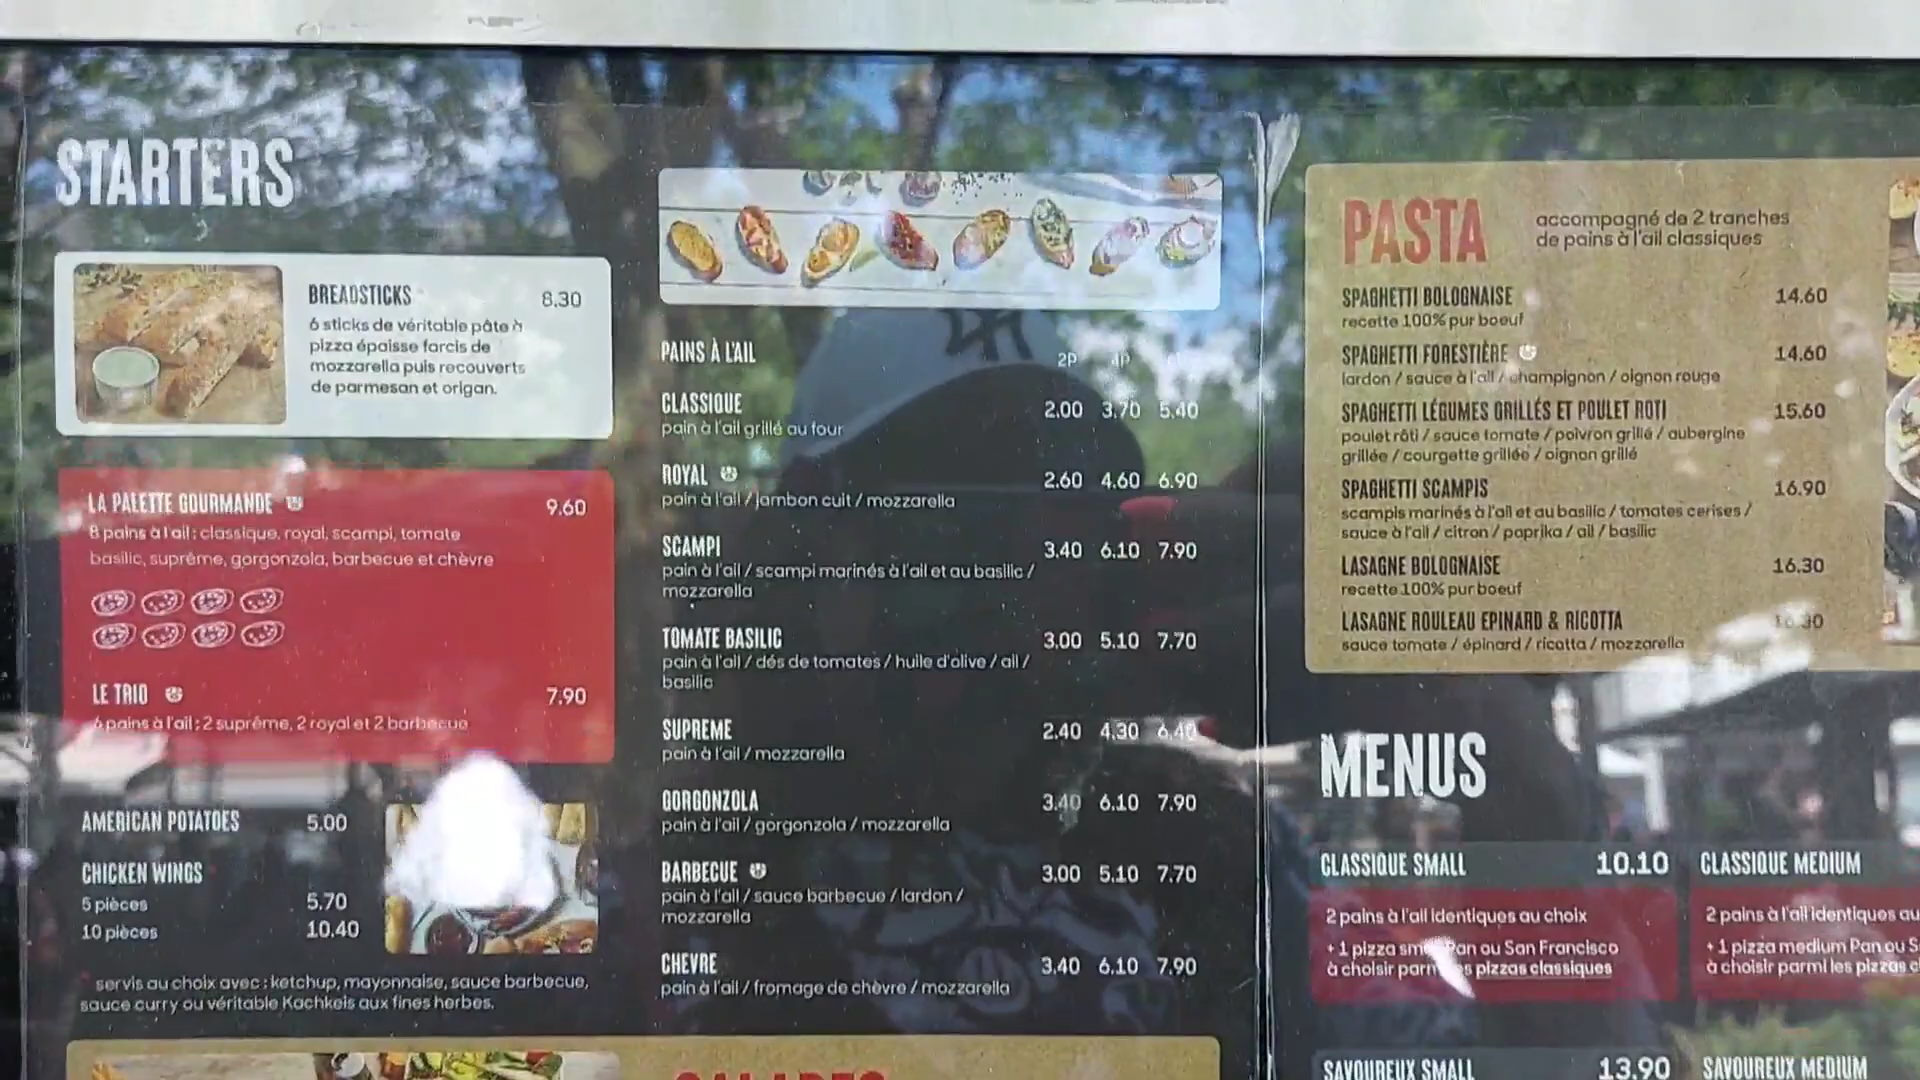 STARTERS
BREADSTICKS 8.30
6 sticks de véritable pâte à
pizza épaisse farcis de
mozzarella puis recouverts
de parmesan et origan.
LA PALETTE GOURMANDE 9.60
8 pains à l'ail : classique, royal, scampi, tomate
basilic, suprême, gorgonzola, barbecue et chèvre
LE TRIO 7.90
6 pains à l'ail : 2 suprême, 2 royal et 2 barbecue
AMERICAN POTATOES 5.00
CHICKEN WINGS
5 pièces 5.70
10 pièces 10.40
servis au choix avec : ketchup, mayonnaise, sauce barbecue,
sauce curry ou véritable Kachkeis aux fines herbes.
PAINS À L'AIL 2P 4P
CLASSIQUE 2.00 3.70 5.40
pain à l'ail grillé au four
ROYAL 2.60 4.60 6.90
pain à l'ail / jambon cuit / mozzarella
SCAMPI 3.40 6.10 7.90
pain à l'ail / scampi marinés à l'ail et au basilic /
mozzarella
TOMATE BASILIC 3.00 5.10 7.70
pain à l'ail / dés de tomates / huile d'olive / ail /
basilic
SUPREME 2.40 4.30 6.40
pain à l'ail / mozzarella
GORGONZOLA 3.40 6.10 7.90
pain à l'ail / gorgonzola / mozzarella
BARBECUE 3.00 5.10 7.70
pain à l'ail / sauce barbecue / lardon /
mozzarella
CHEVRE 3.40 6.10 7.90
pain à l'ail / fromage de chèvre / mozzarella
PASTA
accompagné de 2 tranches
de pains à l'ail classiques
SPAGHETTI BOLOGNAISE 14.60
recette 100% pur boeuf
SPAGHETTI FORESTIÈRE 14.60
lardon / sauce à l'ail / champignon / oignon rouge
SPAGHETTI LÉGUMES GRILLÉS ET POULET ROTI 15.60
poulet rôti / sauce tomate / poivron grillé / aubergine
grillée / courgette grillée / oignon grillé
SPAGHETTI SCAMPIS 16.90
scampis marinés à l'ail et au basilic / tomates cerises /
sauce à l'ail / citron / paprika / ail / basilic
LASAGNE BOLOGNAISE 16.30
recette 100% pur boeuf
LASAGNE ROULEAU EPINARD & RICOTTA
sauce tomate / épinard / ricotta / mozzarella
MENUS
CLASSIQUE SMALL 10.10
2 pains à l'ail identiques au choix
+ 1 pizza Pan ou San Francisco
à choisir pizzas classiques
CLASSIQUE MEDIUM
2 pains à l'ail identiques
+ 1 pizza medium Pan ou
à choisir parmi les pizzas
SAVOUREUX SMALL 13.90
SAVOUREUX MEDIUM